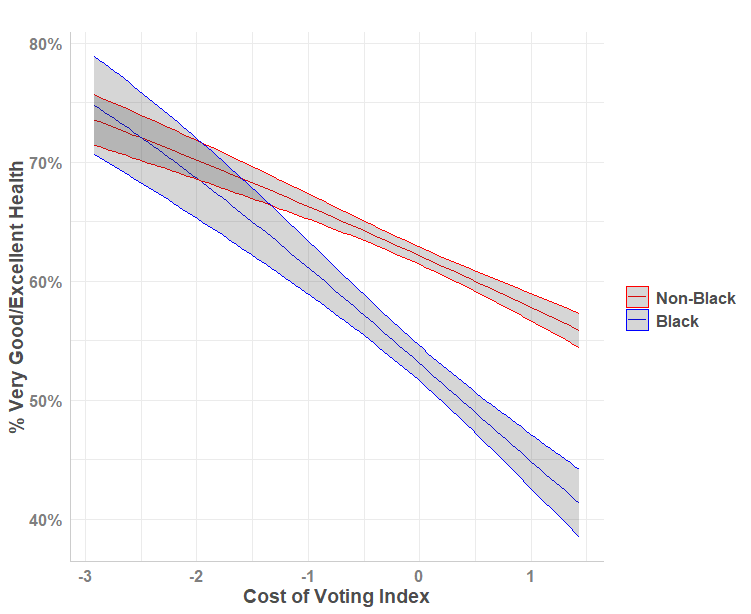 80%
70%
60%
50%
40%
% Very Good/Excellent Health
-3 -2 -1 0 1
Cost of Voting Index
Non-Black
Black